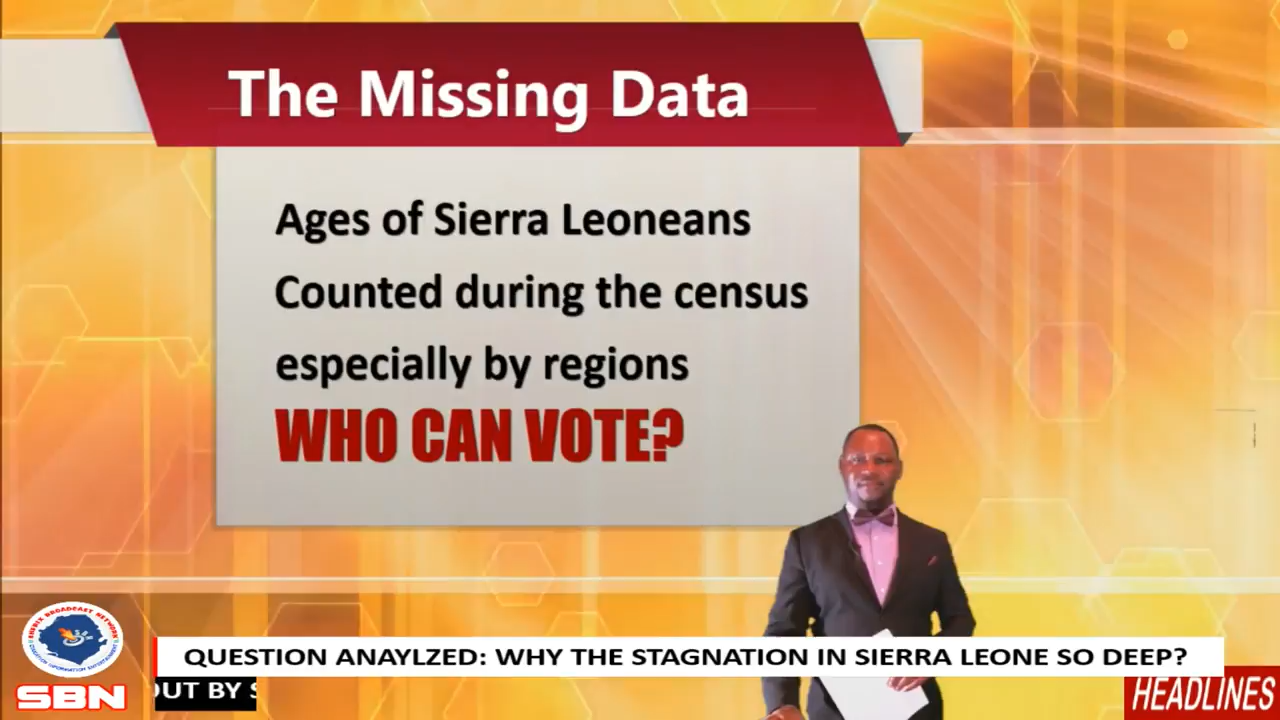 The Missing Data
Ages of Sierra Leoneans
Counted during the census
especially by regions
WHO CAN VOTE?
QUESTION ANAYLZED: WHY THE STAGNATION IN SIERRA LEONE SO DEEP?
SBN
OUT BY S
HEADLINES